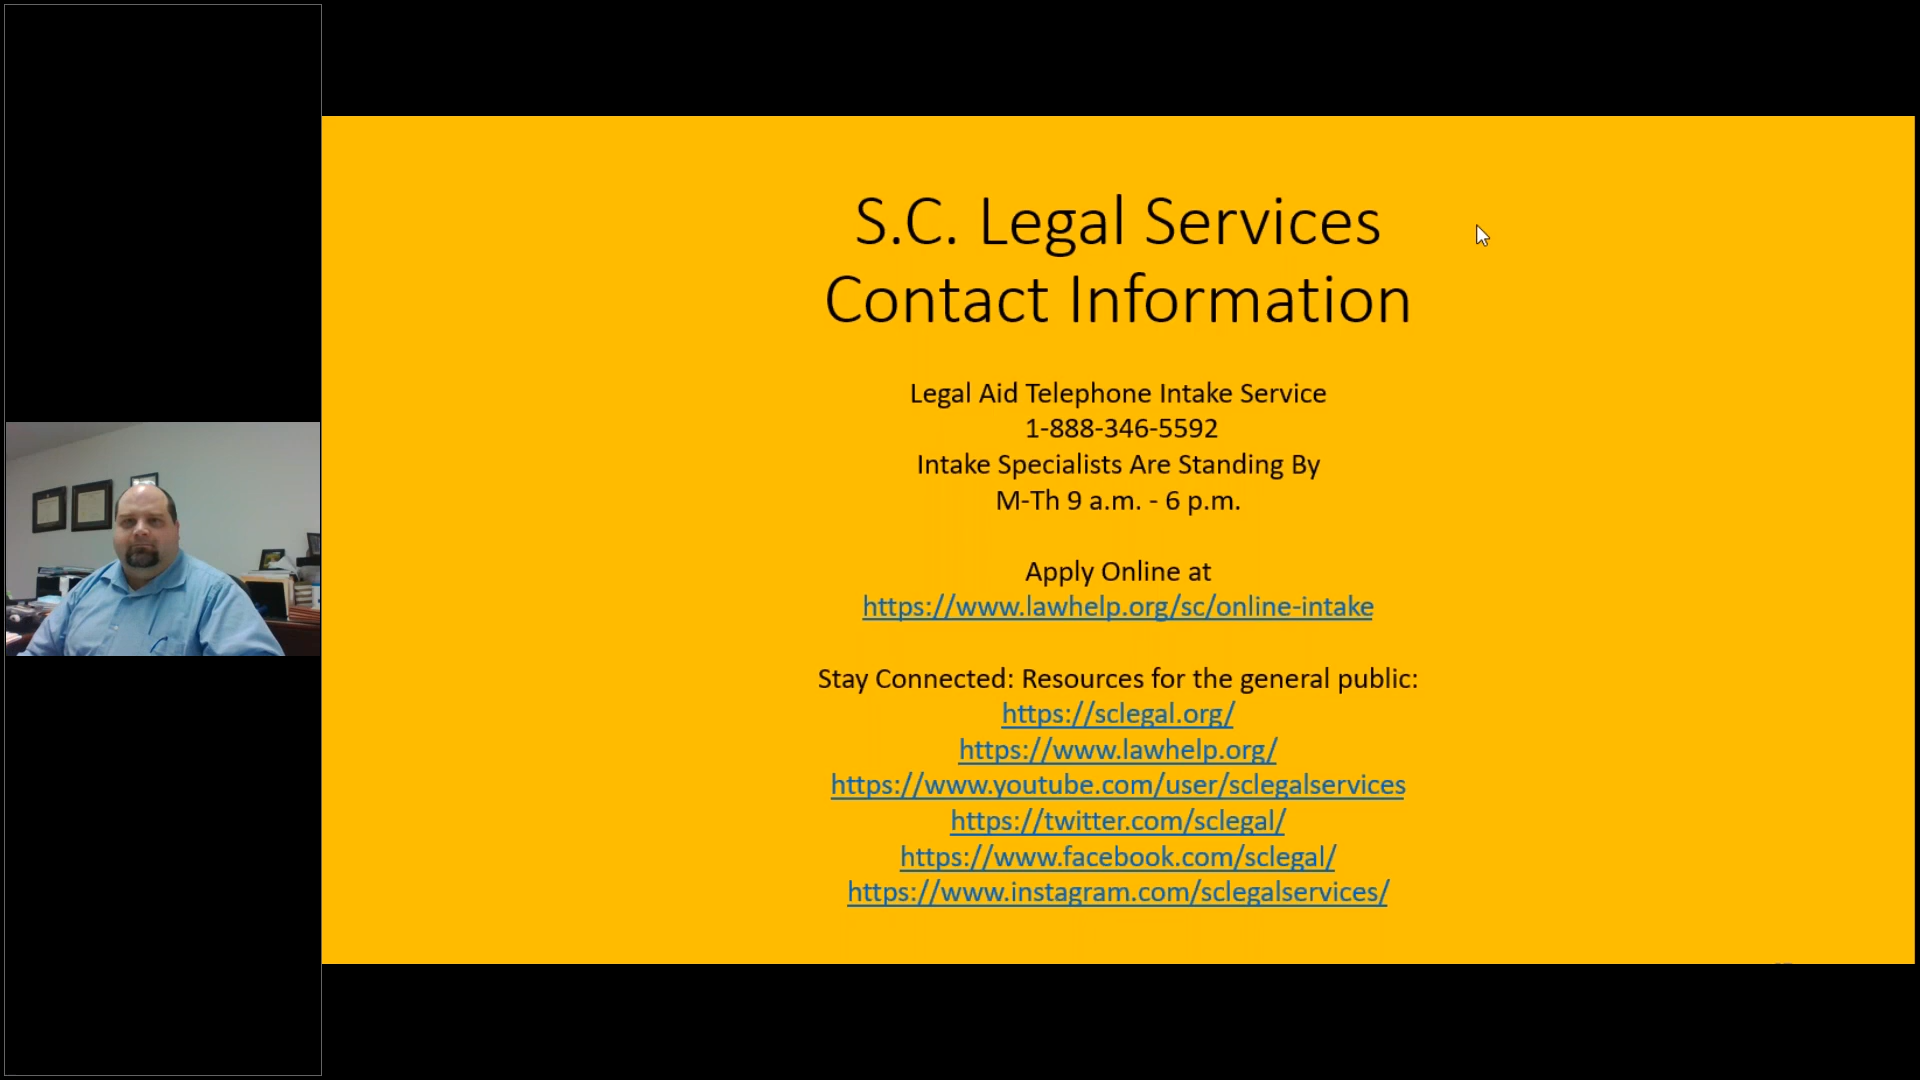 S.C. Legal Services
Contact Information
Legal Aid Telephone Intake Service
1-888-346-5592
Intake Specialists Are Standing By
M-Th 9 a.m. - 6 p.m.
Apply Online at
https://www.lawhelp.org/sc/online-intake
Stay Connected: Resources for the general public:
https://sclegal.org/
https://www.lawhelp.org/
https://www.youtube.com/user/sclegalservices
https://twitter.com/sclegal/
https://www.facebook.com/sclegal/
https://www.instagram.com/sclegalservices/